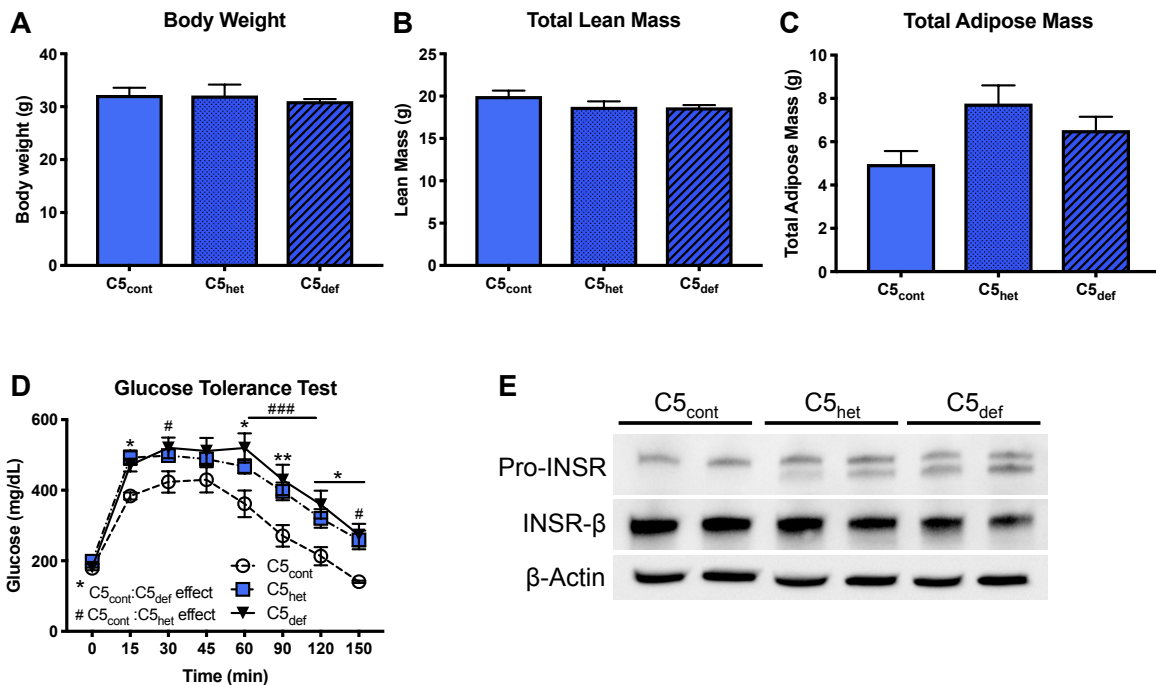 A
Body Weight
Body weight (g)
40
30
20
10
0
C5cont
C5het
C5def
B
Total Lean Mass
Lean Mass (g)
25
20
15
10
5
0
C5cont
C5het
C5def
C
Total Adipose Mass
Total Adipose Mass (g)
10
8
6
4
2
0
C5cont
C5het
C5def
D
Glucose Tolerance Test
Glucose (mg/dL)
600
400
200
0
* # * ### ** * #
* C5cont:C5def effect
# C5cont :C5het effect
C5cont
C5het
C5def
0 15 30 45 60 90 120 150
Time (min)
E
C5cont C5het C5def
Pro-INSR
INSR-β
β-Actin